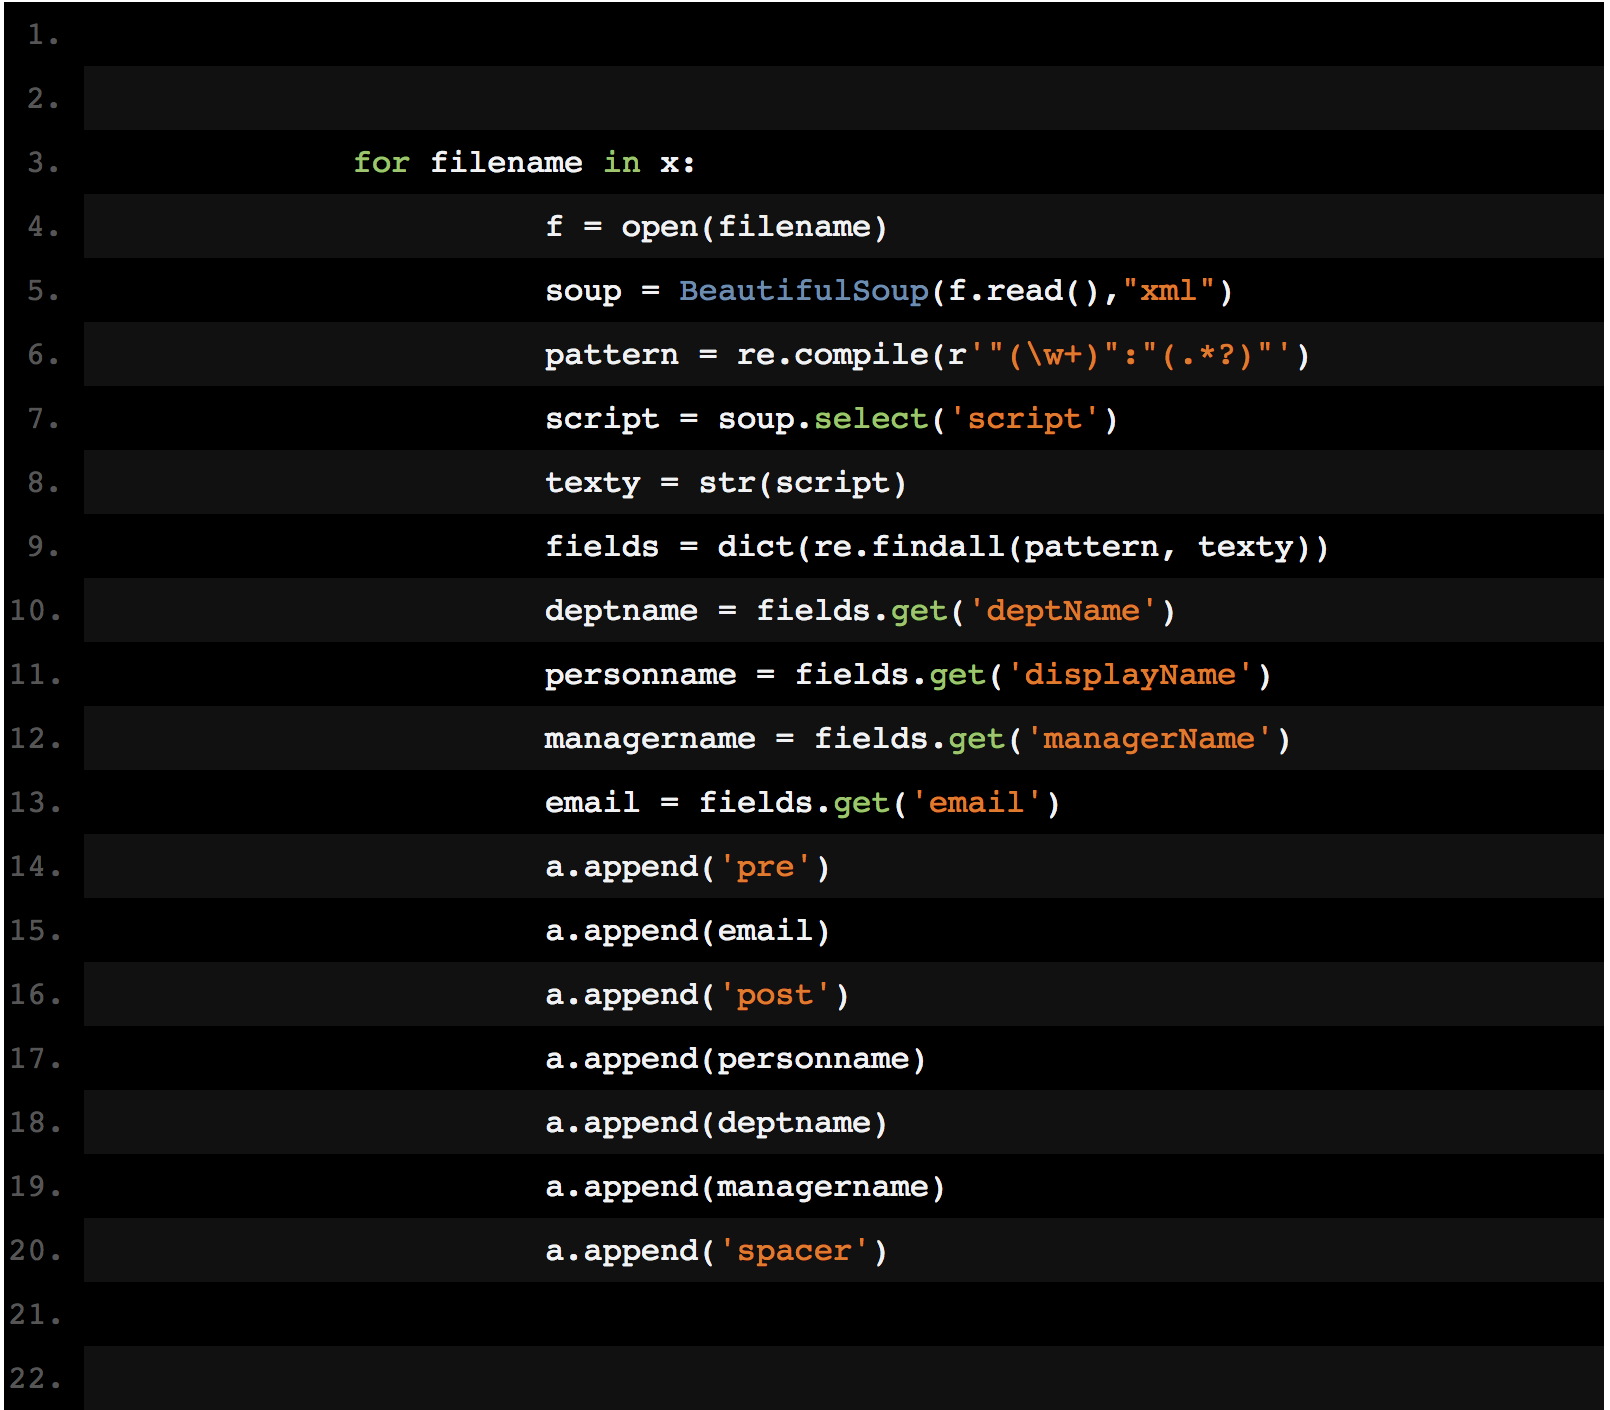 1.
2.
3. for filename in x:
4. f = open(filename)
5. soup = BeautifulSoup(f.read(),"xml")
6. pattern = re.compile(r'"(\w+)":"(.*?)"')
7. script = soup.select('script')
8. texty = str(script)
9. fields = dict(re.findall(pattern, texty))
10. deptname = fields.get('deptName')
11. personname = fields.get('displayName')
12. managername = fields.get('managerName')
13. email = fields.get('email')
14. a.append('pre')
15. a.append(email)
16. a.append('post')
17. a.append(personname)
18. a.append(deptname)
19. a.append(managername)
20. a.append('spacer')
21.
22.